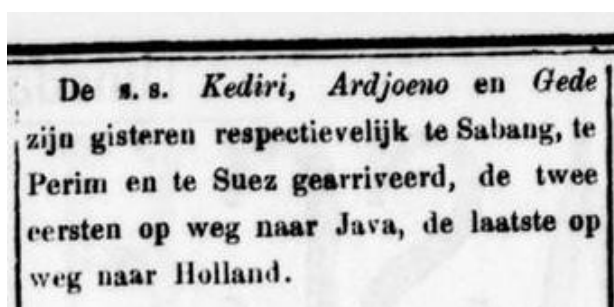 De s. s. Kediri, Ardjoeno en Gede
zijn gisteren respectievelijk te Sabang, te
Perim en te Suez gearriveerd, de twee
eersten op weg naar Java, de laatste op
weg naar Holland.